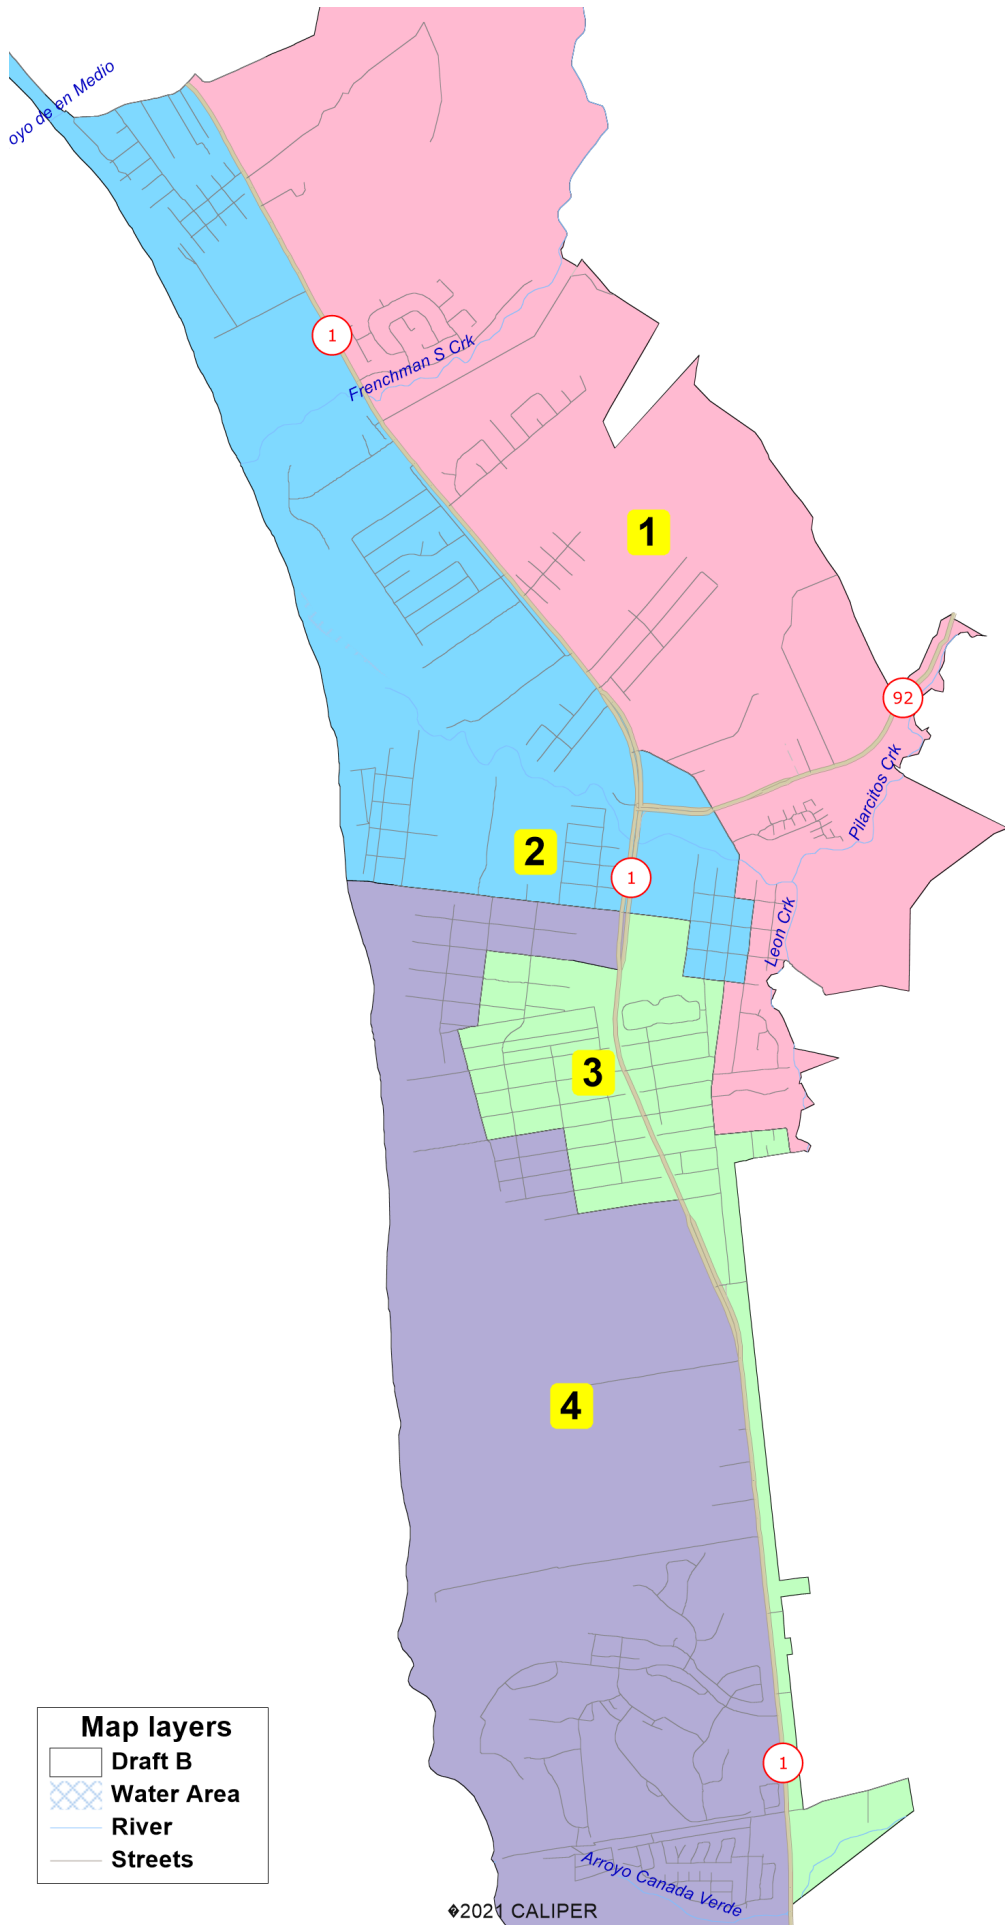 oyo de en Medio
1
Frenchman S Crk
1
92
Pilarcitos Crk
2
1
Leon Crk
3
4
1
Map layers
Draft B
Water Area
River
Streets
Arroyo Canada Verde
�2021 CALIPER